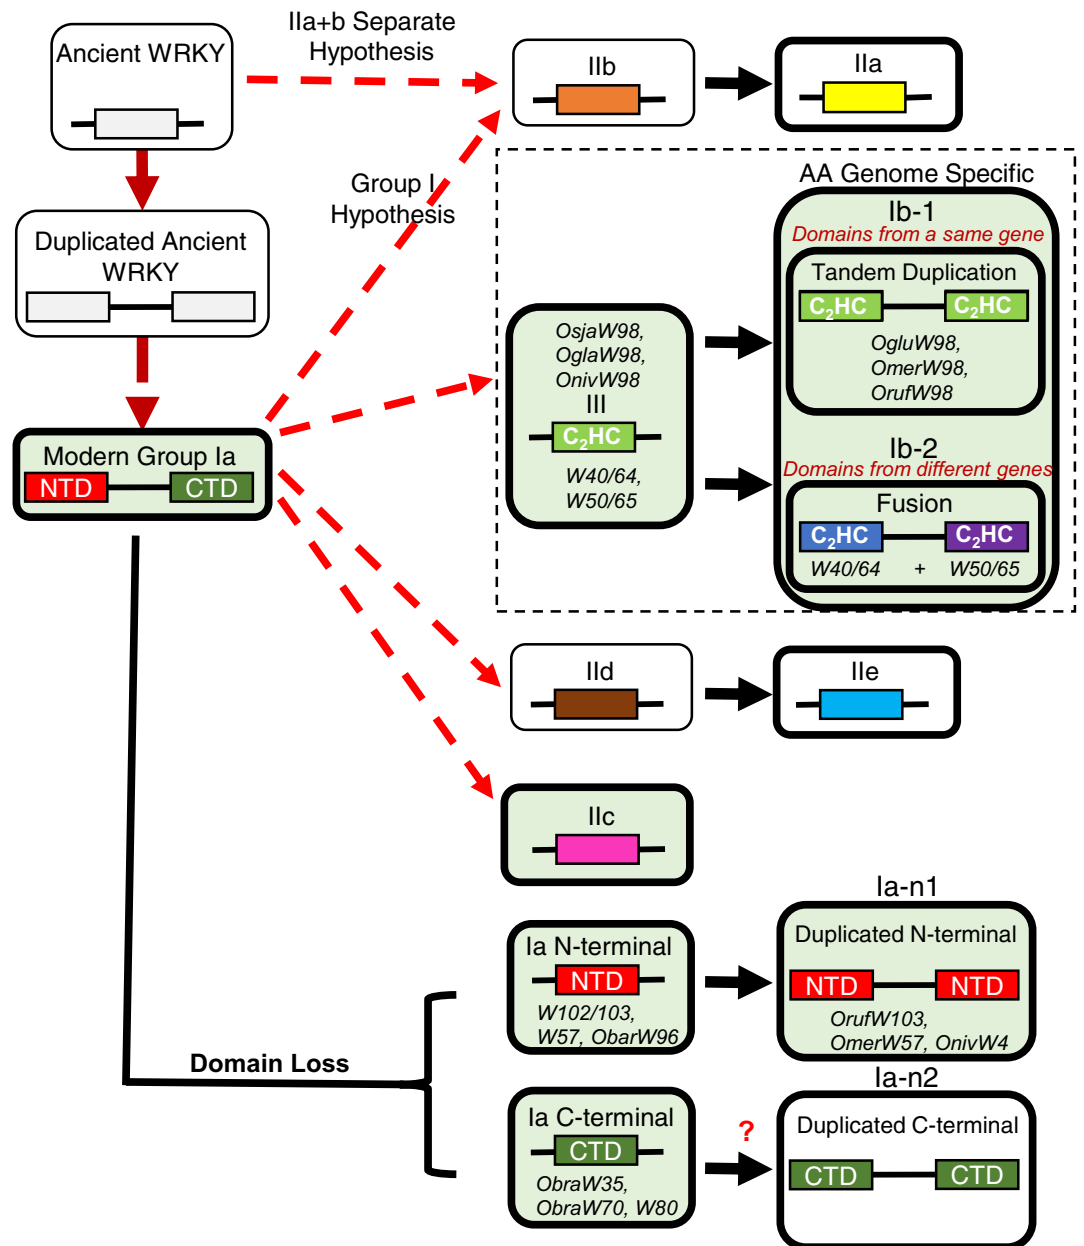 Ancient WRKY
IIa+b Separate
Hypothesis
IIb
IIa
Group I
Hypothesis
Duplicated Ancient
WRKY
Modern Group Ia
NTD
CTD
AA Genome Specific
Ib-1
Domains from a same gene
Tandem Duplication
C₂HC
C₂HC
OgluW98,
OmerW98,
OrufW98
OsjaW98,
OglaW98,
OnivW98
III
C₂HC
W40/64,
W50/65
Ib-2
Domains from different genes
Fusion
C₂HC
C₂HC
W40/64 + W50/65
IId
IIe
IIc
Ia N-terminal
NTD
W102/103,
W57, ObarW96
Ia-n1
Duplicated N-terminal
NTD
NTD
OrufW103,
OmerW57, OnivW4
Domain Loss
Ia C-terminal
CTD
ObraW35,
ObraW70, W80
?
Ia-n2
Duplicated C-terminal
CTD
CTD